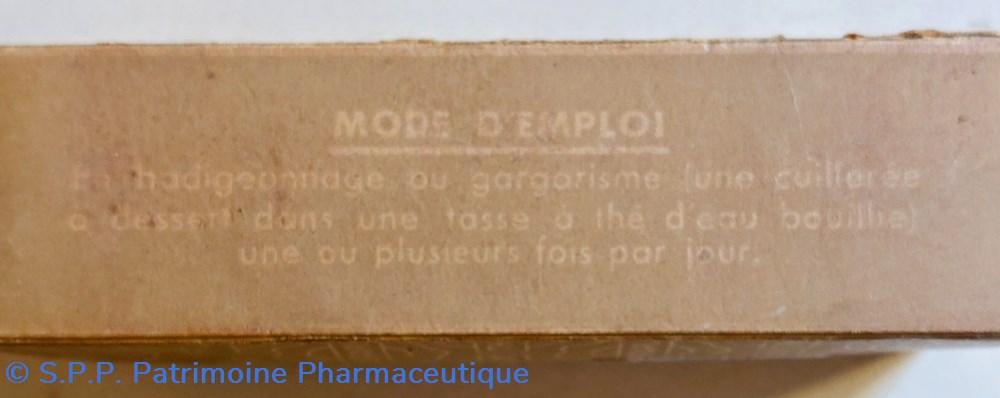 MODE D'EMPLOI
En badigeonnage ou gargarisme (une cuillerée
à dessert dans une tasse à thé d'eau bouillie)
une ou plusieurs fois par jour.
© S.P.P. Patrimoine Pharmaceutique